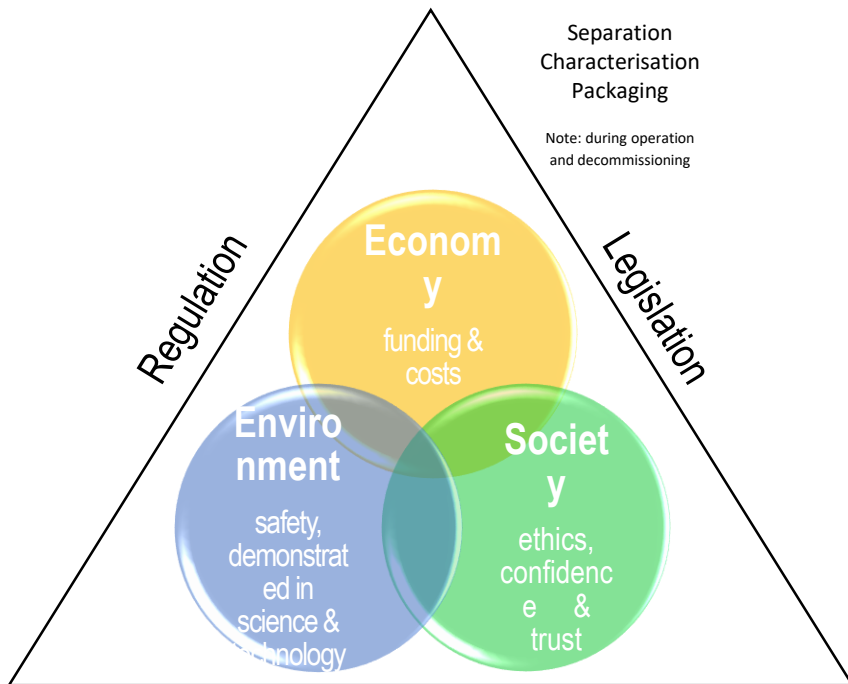 Separation
Characterisation
Packaging
Note: during operation
and decommissioning
Regulation
Legislation
Econom
y
funding &
costs
Enviro
nment
safety,
demonstrat
ed in
science &
technology
Societ
y
ethics,
confidenc
e &
trust